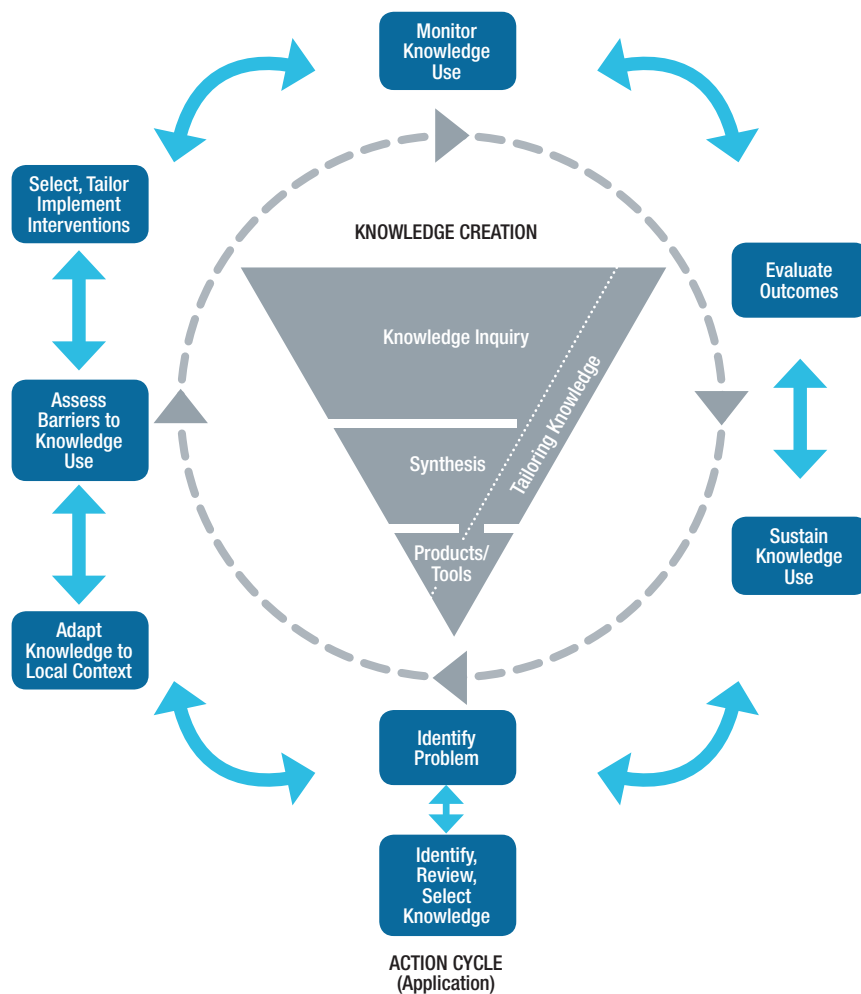 Monitor
Knowledge
Use
Select, Tailor
Implement
Interventions
KNOWLEDGE CREATION
Evaluate
Outcomes
Knowledge Inquiry
Tailoring Knowledge
Assess
Barriers to
Knowledge
Use
Synthesis
Products/
Tools
Sustain
Knowledge
Use
Adapt
Knowledge to
Local Context
Identify
Problem
Identify,
Review,
Select
Knowledge
ACTION CYCLE
(Application)